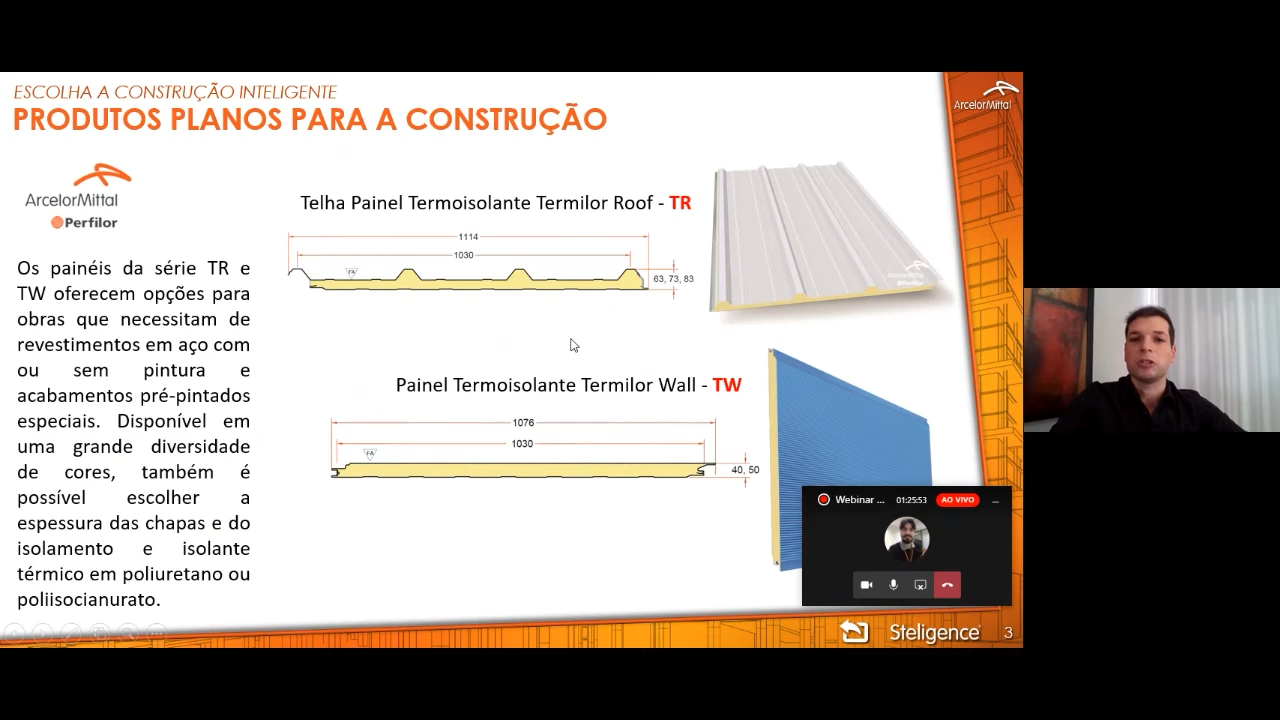 ESCOLHA A CONSTRUÇÃO INTELIGENTE
PRODUTOS PLANOS PARA A CONSTRUÇÃO
ArcelorMittal
ArcelorMittal
Perfilor
Os painéis da série TR e
TW oferecem opções para
obras que necessitam de
revestimentos em aço com
ou sem pintura e
acabamentos pré-pintados
especiais. Disponível em
uma grande diversidade
de cores, também é
possível escolher a
espessura das chapas e do
isolamento e isolante
térmico em poliuretano ou
poliisocianurato.
Telha Painel Termoisolante Termilor Roof - TR
1114
1030
FA
63, 73, 83
ArcelorMittal
Perfilor
Painel Termoisolante Termilor Wall - TW
1076
1030
FA
40, 50
Webinar ... 01:25:53 AO VIVO
Steligence 3